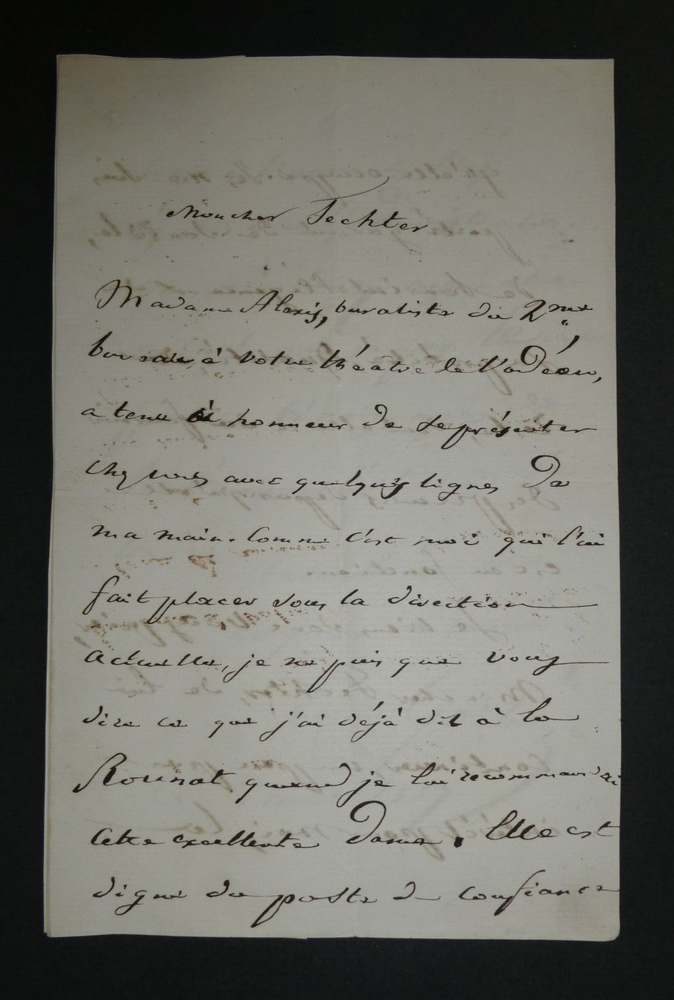 Mon cher Fechter
Madame Alexis, buraliste du 2me
bureau à votre théâtre de l'odéon,
a tenu à honneur de se présenter
chez vous avec quelques lignes de
ma main. Comme c'est moi qui l'ai
fait placer sous la direction
actuelle, je ne puis que vous
dire ce que j'ai déjà dit à la
Rounat quand je lui recommandai
cette excellente dame. Elle est
digne du poste de confiance